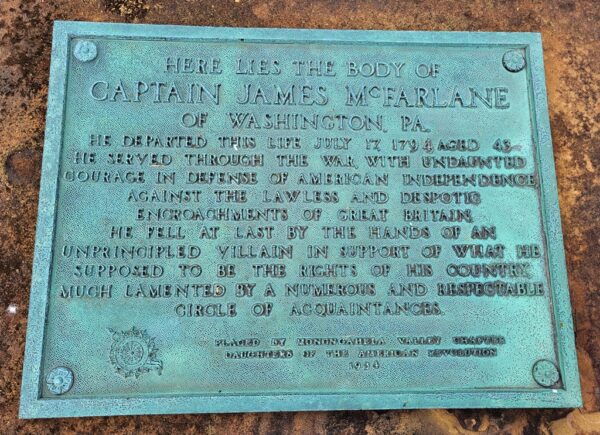 HERE LIES THE BODY OF
CAPTAIN JAMES McFARLANE
OF WASHINGTON, PA.
HE DEPARTED THIS LIFE JULY 17, 1794, AGED 43–
HE SERVED THROUGH THE WAR WITH UNDAUNTED
COURAGE IN DEFENSE OF AMERICAN INDEPENDENCE,
AGAINST THE LAWLESS AND DESPOTIC
ENCROACHMENTS OF GREAT BRITAIN.
HE FELL AT LAST BY THE HANDS OF AN
UNPRINCIPLED VILLAIN IN SUPPORT OF WHAT HE
SUPPOSED TO BE THE RIGHTS OF HIS COUNTRY
MUCH LAMENTED BY A NUMEROUS AND RESPECTABLE
CIRCLE OF ACQUAINTANCES.
PLACED BY MONONGAHELA VALLEY CHAPTER
DAUGHTERS OF THE AMERICAN REVOLUTION
1934